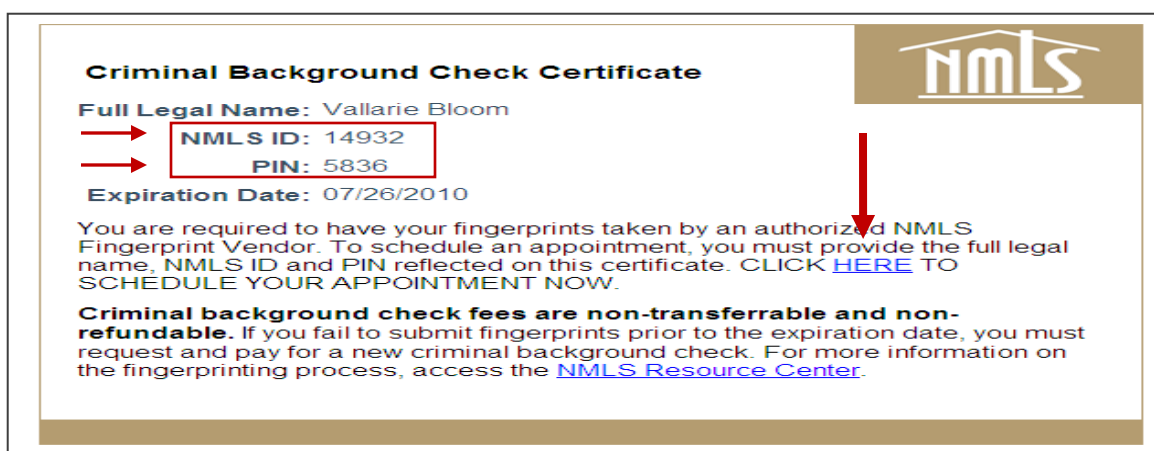 NMLS
Criminal Background Check Certificate
Full Legal Name: Vallarie Bloom
NMLS ID: 14932
PIN: 5836
Expiration Date: 07/26/2010
You are required to have your fingerprints taken by an authorized NMLS
Fingerprint Vendor. To schedule an appointment, you must provide the full legal
name, NMLS ID and PIN reflected on this certificate. CLICK HERE TO
SCHEDULE YOUR APPOINTMENT NOW.
Criminal background check fees are non-transferrable and non-
refundable. If you fail to submit fingerprints prior to the expiration date, you must
request and pay for a new criminal background check. For more information on
the fingerprinting process, access the NMLS Resource Center.